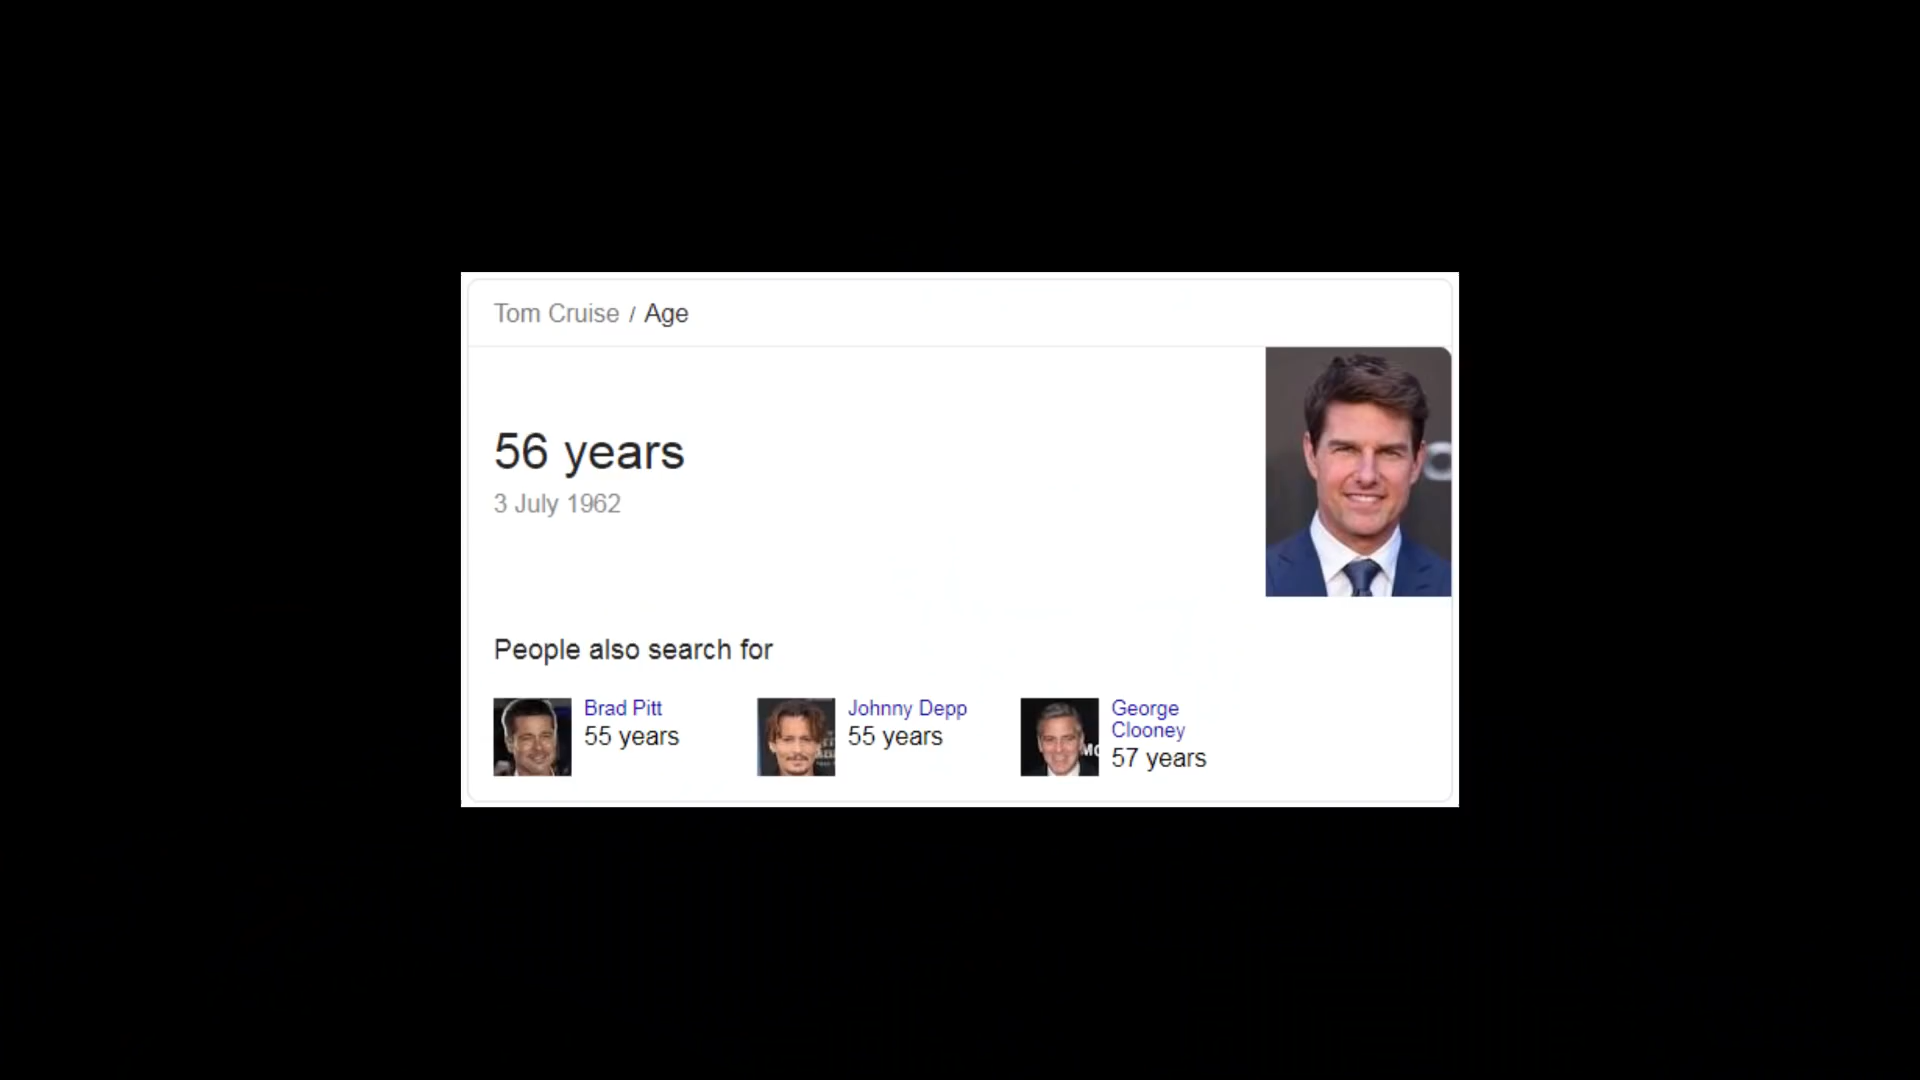 Tom Cruise / Age
56 years
3 July 1962
People also search for
Brad Pitt
55 years
Johnny Depp
55 years
George
Clooney
57 years